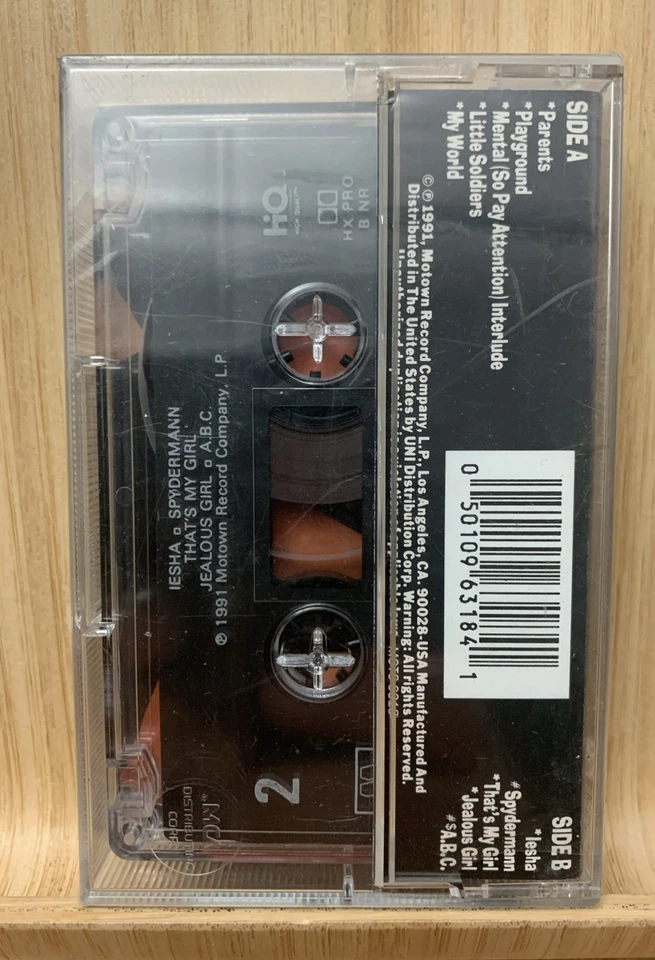 SIDE A
*Parents
*Playground
*Mental (So Pay Attention) Interlude
*Little Soldiers
*My World
© ℗ 1991, Motown Record Company, L.P., Los Angeles, CA. 90028-USA Manufactured And
Distributed in The United States by UNI Distribution Corp. Warning: All rights Reserved.
0 50109 63184 1
SIDE B
*Iesha
#Spydermann
*That's My Girl
*Jealous Girl
#$A.B.C.
HQ
HX PRO
B NR
IESHA ▫ SPYDERMANN
THAT'S MY GIRL
JEALOUS GIRL ▫ A.B.C.
℗ 1991 Motown Record Company, L.P
2
DISTRIBUTING
CORP.